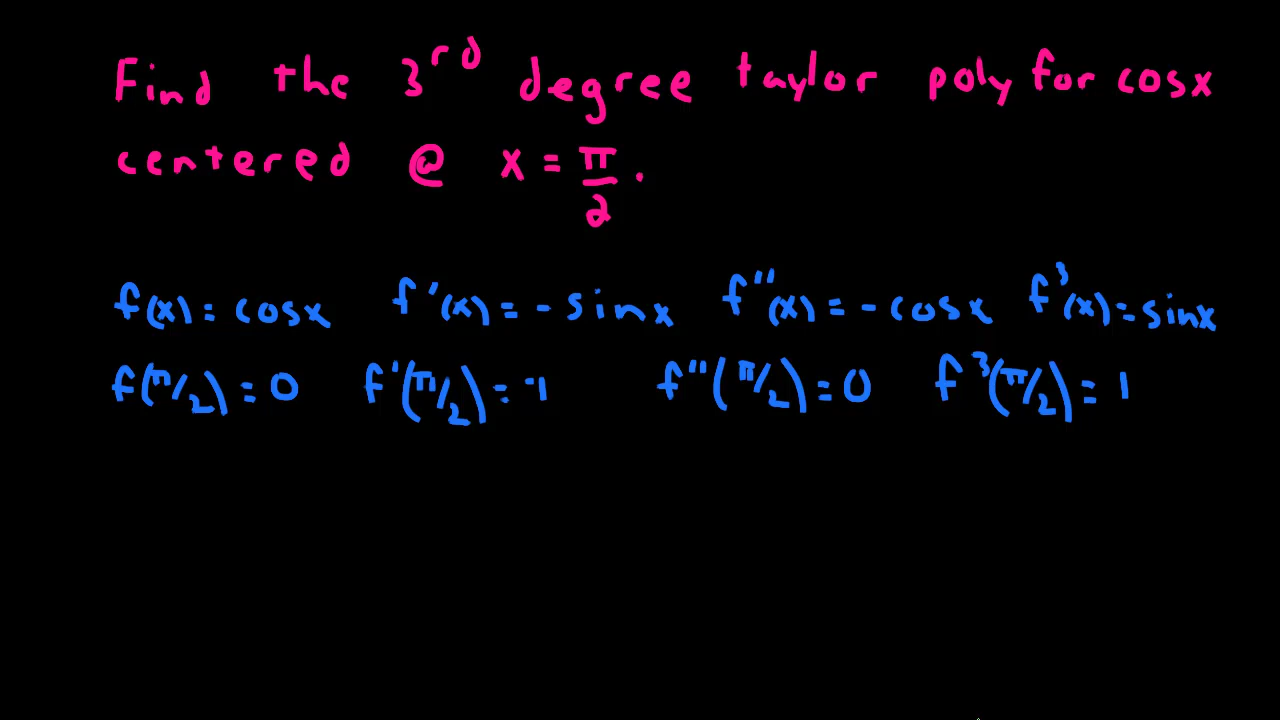 Find the 3rd degree taylor poly for cosx
centered @ x = π/2.
f(x) = cosx f'(x) = - sinx f''(x) = - cosx f³(x) = sinx
f(π/2) = 0 f'(π/2) = -1 f''(π/2) = 0 f³(π/2) = 1